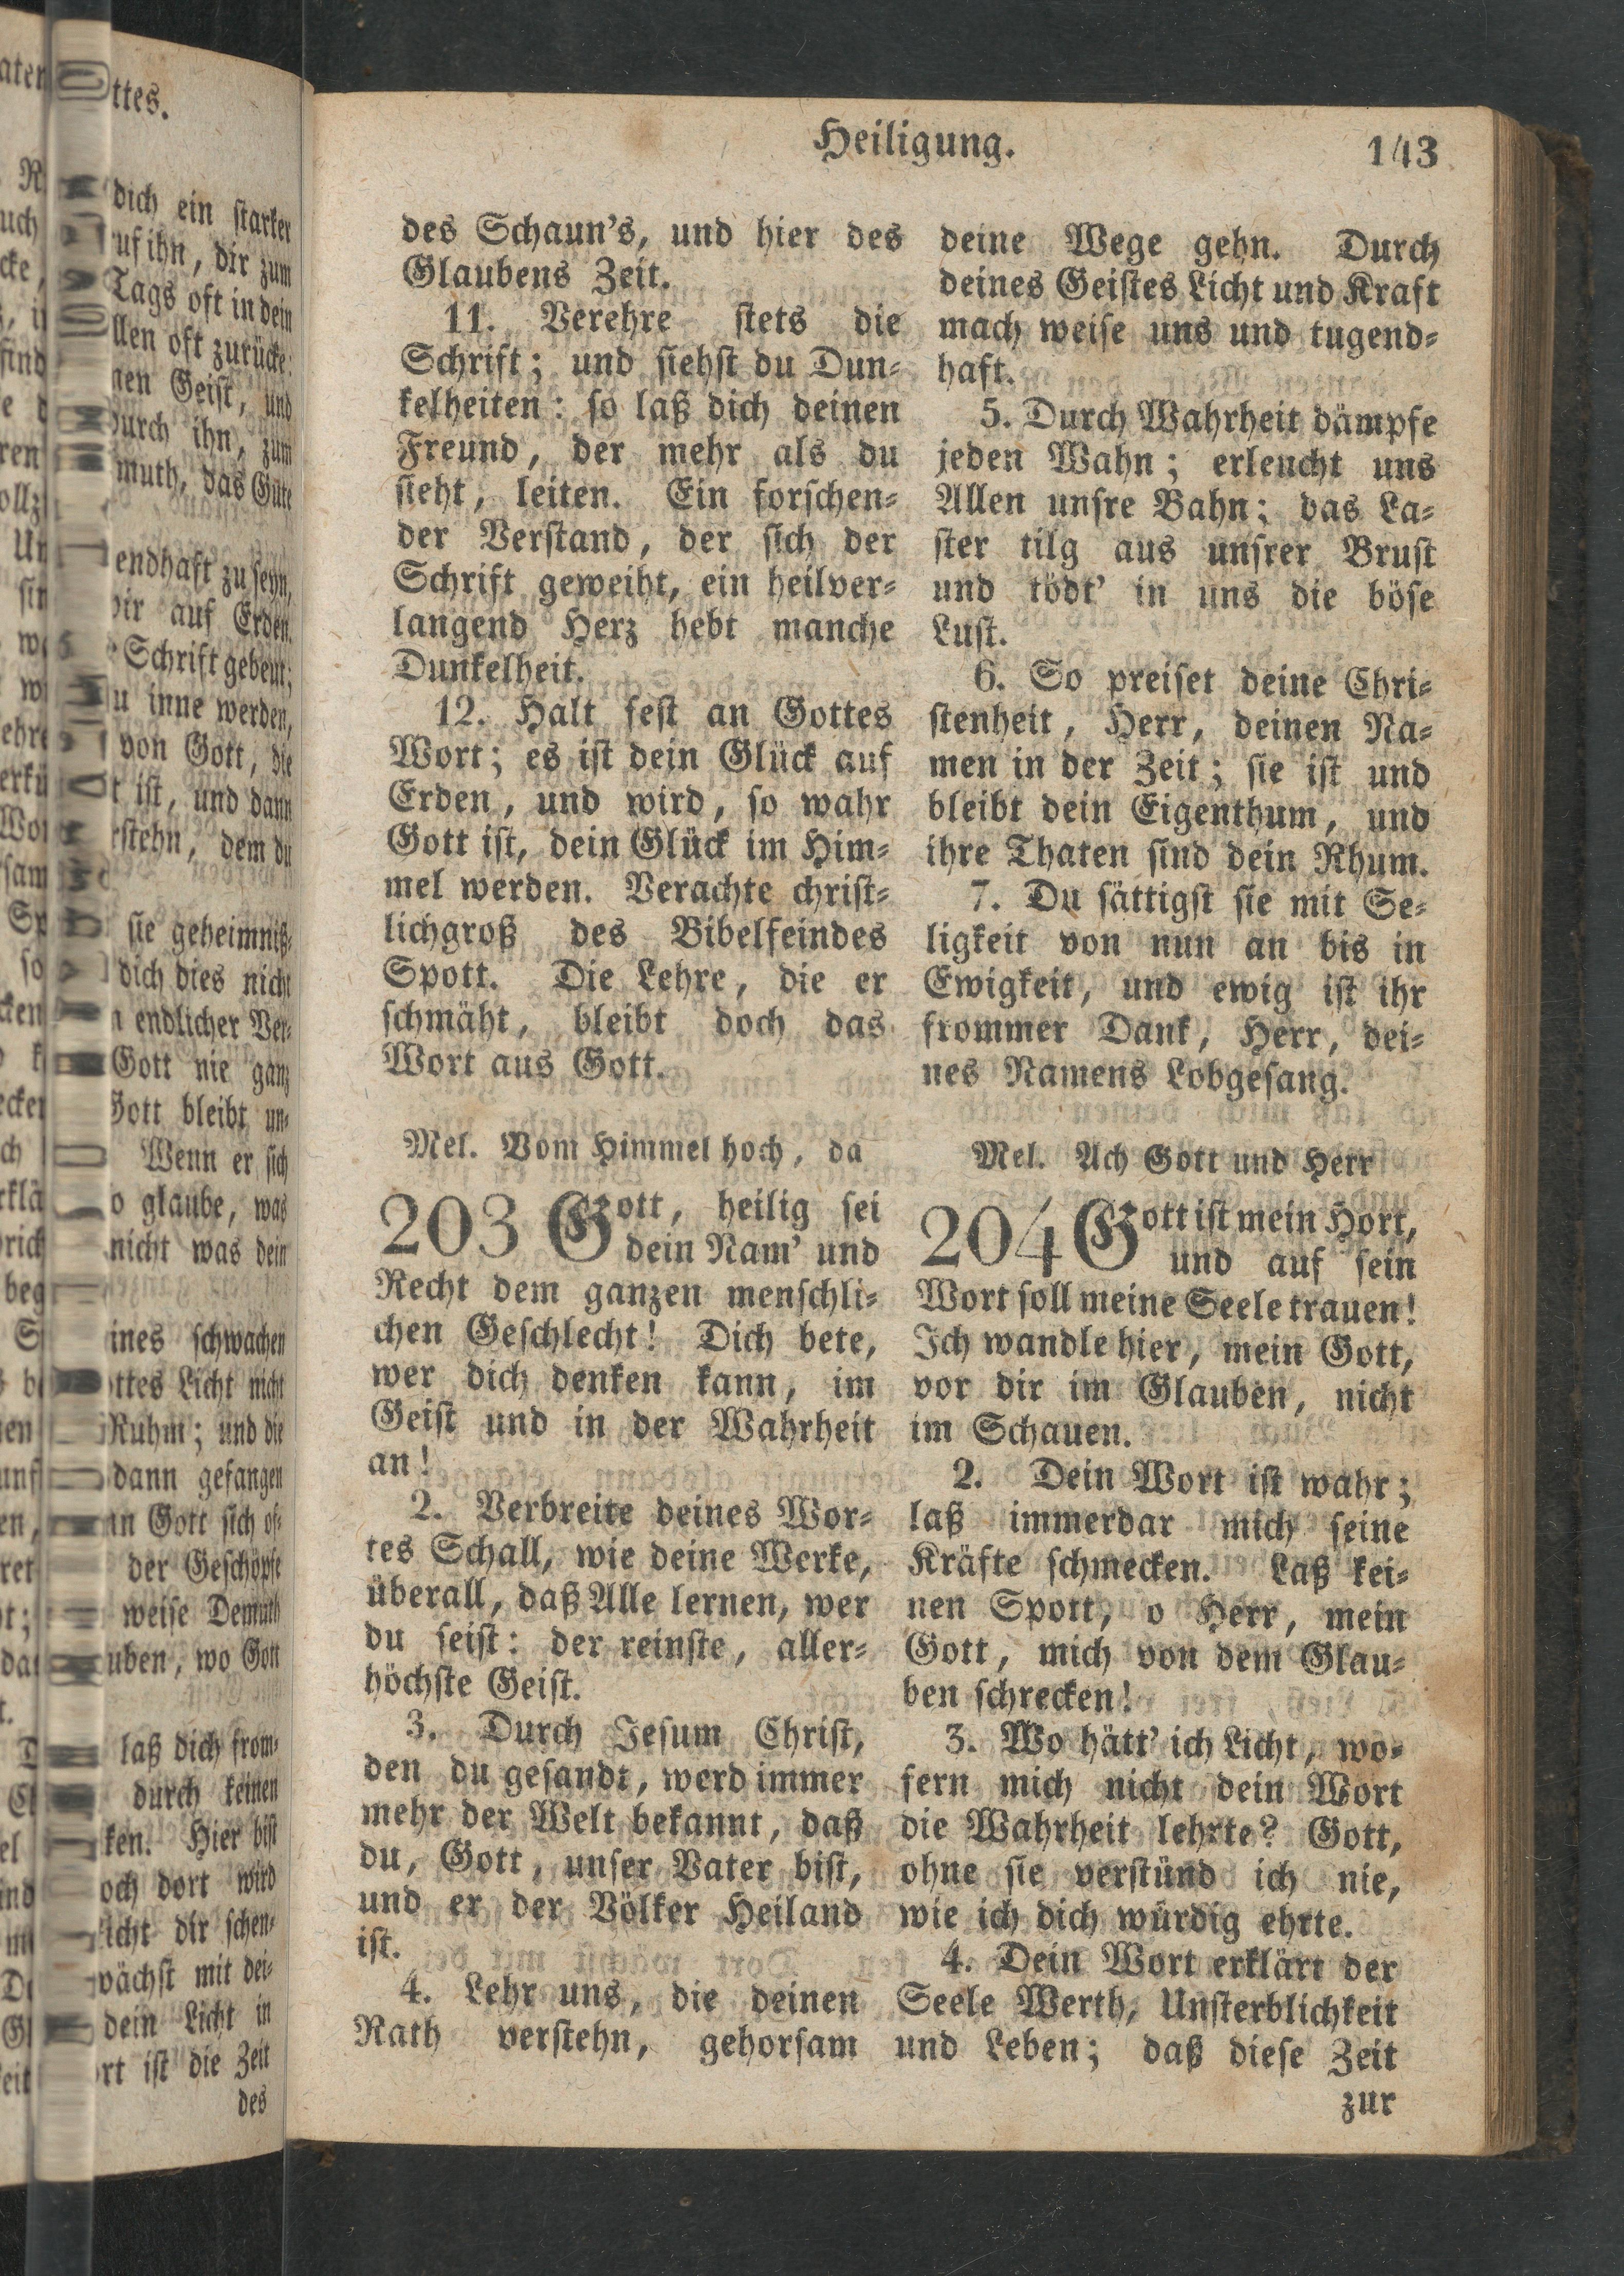 Heiligung.
143
des Schaun's, und hier des
Glaubens Zeit.
11. Verehre stets die
Schrift; und siehst du Dun-
kelheiten: so laß dich deinen
Freund, der mehr als du
sieht, leiten. Ein forschen-
der Verstand, der sich der
Schrift geweiht, ein heilver-
langend Herz hebt manche
Dunkelheit.
12. Halt fest an Gottes
Wort; es ist dein Glück auf
Erden, und wird, so wahr
Gott ist, dein Glück im Him-
mel werden. Verachte christ-
lichgroß des Bibelfeindes
Spott. Die Lehre, die er
schmäht, bleibt doch das
Wort aus Gott.
Mel. Vom Himmel hoch, da
203 Gott, heilig sei
dein Nam' und
Recht dem ganzen menschli-
chen Geschlecht! Dich bete,
wer dich denken kann, im
Geist und in der Wahrheit
an!
2. Verbreite deines Wor-
tes Schall, wie deine Werke,
überall, daß Alle lernen, wer
du seist: der reinste, aller-
höchste Geist.
3. Durch Jesum Christ,
den du gesandt, werd immer
mehr der Welt bekannt, daß
du, Gott, unser Vater bist,
und er der Völker Heiland
ist.
4. Lehr uns, die deinen
Rath verstehn, gehorsam
deine Wege gehn. Durch
deines Geistes Licht und Kraft
mach weise uns und tugend-
haft.
5. Durch Wahrheit dämpfe
jeden Wahn; erleucht uns
Allen unsre Bahn; das La-
ster tilg aus unsrer Brust
und tödt' in uns die böse
Lust.
6. So preiset deine Chri-
stenheit, Herr, deinen Na-
men in der Zeit; sie ist und
bleibt dein Eigenthum, und
ihre Thaten sind dein Rhum.
7. Du sättigst sie mit Se-
ligkeit von nun an bis in
Ewigkeit, und ewig ist ihr
frommer Dank, Herr, dei-
nes Namens Lobgesang.
Mel. Ach Gott und Herr
204 Gott ist mein Hort,
und auf sein
Wort soll meine Seele trauen!
Ich wandle hier, mein Gott,
vor dir im Glauben, nicht
im Schauen.
2. Dein Wort ist wahr;
laß immerdar mich seine
Kräfte schmecken. Laß kei-
nen Spott, o Herr, mein
Gott, mich von dem Glau-
ben schrecken!
3. Wo hätt' ich Licht, wo-
fern mich nicht dein Wort
die Wahrheit lehrte? Gott,
ohne sie verstünd ich nie,
wie ich dich würdig ehrte.
4. Dein Wort erklärt der
Seele Werth, Unsterblichkeit
und Leben; daß diese Zeit
zur